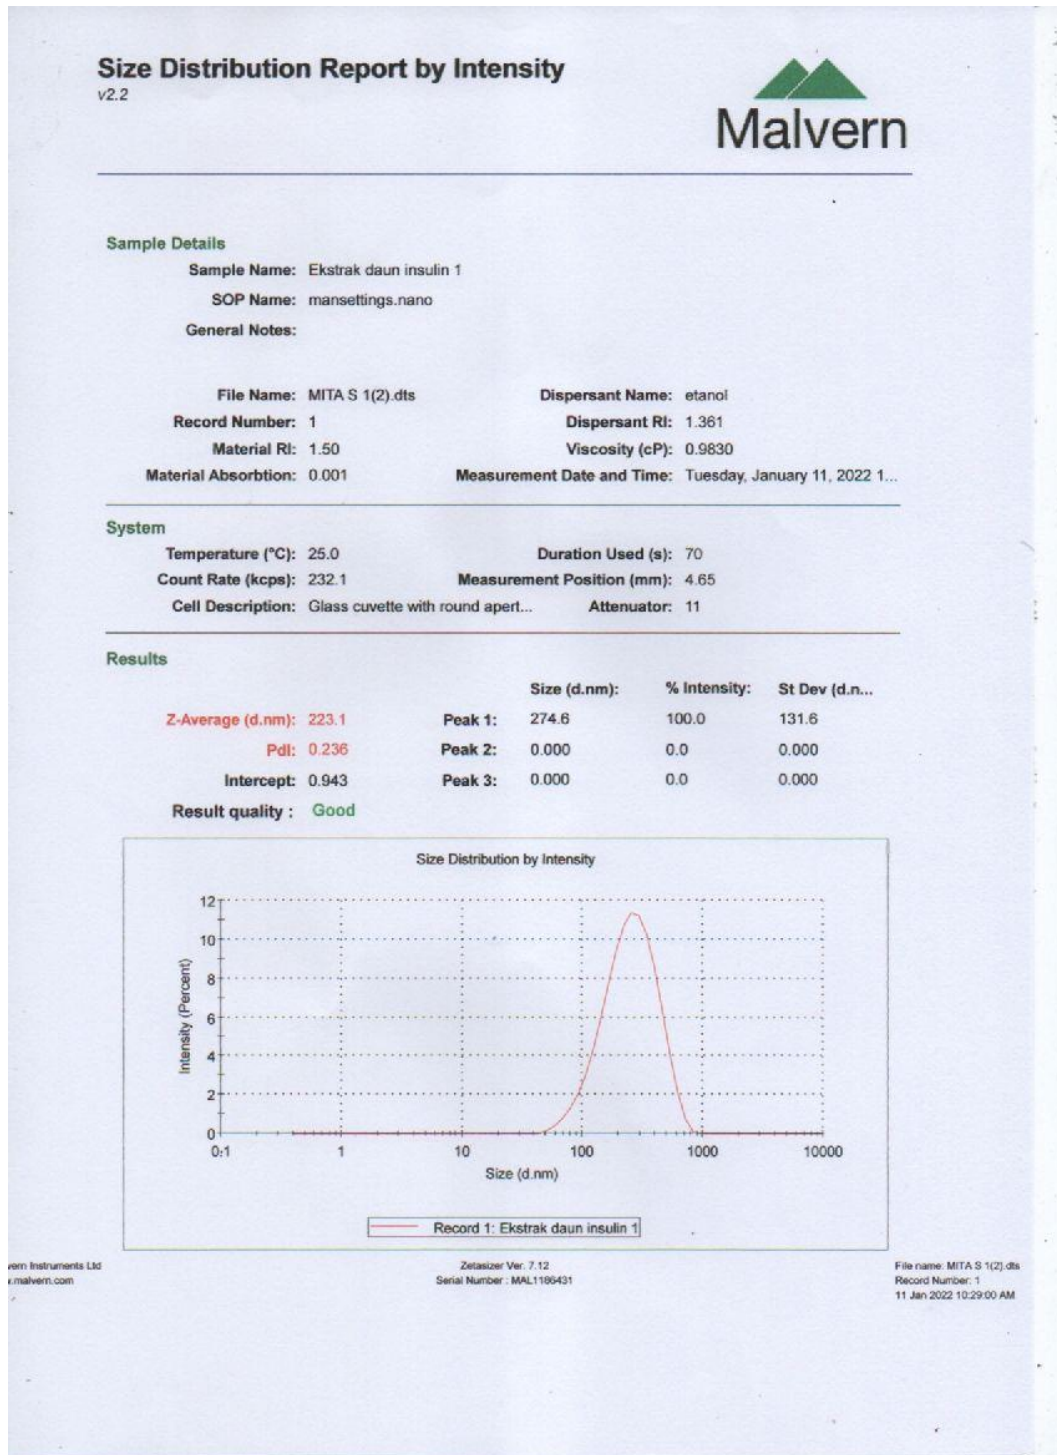 Size Distribution Report by Intensity
v2.2
Malvern
Sample Details
Sample Name: Ekstrak daun insulin 1
SOP Name: mansettings.nano
General Notes:
File Name: MITA S 1(2).dts Dispersant Name: etanol
Record Number: 1 Dispersant RI: 1.361
Material RI: 1.50 Viscosity (cP): 0.9830
Material Absorbtion: 0.001 Measurement Date and Time: Tuesday, January 11, 2022 1...
System
Temperature (°C): 25.0 Duration Used (s): 70
Count Rate (kcps): 232.1 Measurement Position (mm): 4.65
Cell Description: Glass cuvette with round apert... Attenuator: 11
Results
Size (d.nm): % Intensity: St Dev (d.n...
Z-Average (d.nm): 223.1 Peak 1: 274.6 100.0 131.6
PdI: 0.236 Peak 2: 0.000 0.0 0.000
Intercept: 0.943 Peak 3: 0.000 0.0 0.000
Result quality : Good
Size Distribution by Intensity
Intensity (Percent)
12
10
8
6
4
2
0
0.1 1 10 100 1000 10000
Size (d.nm)
Record 1: Ekstrak daun insulin 1
vern Instruments Ltd Zetasizer Ver. 7.12 File name: MITA S 1(2).dts
.malvern.com Serial Number : MAL1186431 Record Number: 1
11 Jan 2022 10:29:00 AM